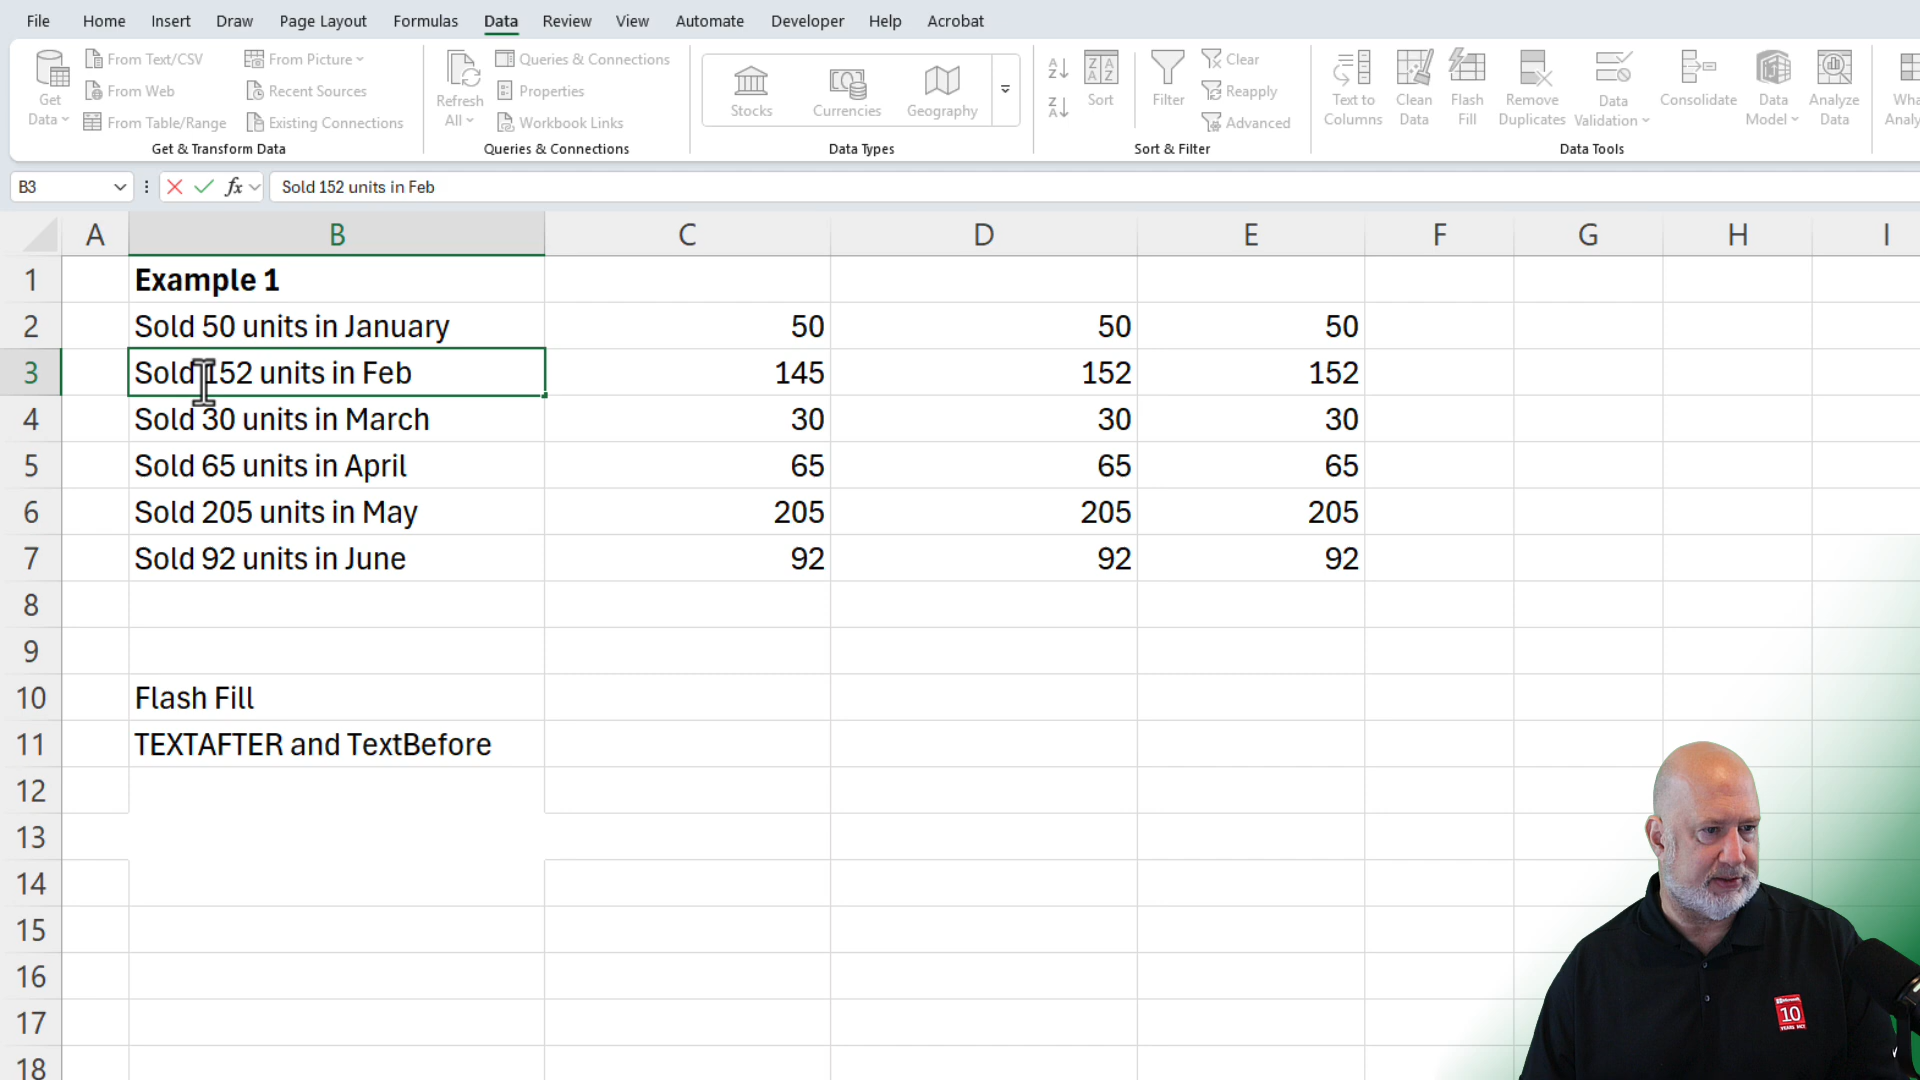 File Home Insert Draw Page Layout Formulas Data Review View Automate Developer Help Acrobat
Get Data
From Text/CSV
From Web
From Table/Range
From Picture
Recent Sources
Existing Connections
Get & Transform Data
Refresh All
Queries & Connections
Properties
Workbook Links
Queries & Connections
Stocks
Currencies
Geography
Data Types
Sort
Filter
Clear
Reapply
Advanced
Sort & Filter
Text to Columns
Clean Data
Flash Fill
Remove Duplicates
Data Validation
Consolidate
Data Model
Analyze Data
Data Tools
B3 fx Sold 152 units in Feb
A B C D E F G H I
1 Example 1
2 Sold 50 units in January 50 50 50
3 Sold 152 units in Feb 145 152 152
4 Sold 30 units in March 30 30 30
5 Sold 65 units in April 65 65 65
6 Sold 205 units in May 205 205 205
7 Sold 92 units in June 92 92 92
8
9
10 Flash Fill
11 TEXTAFTER and TextBefore
12
13
14
15
16
17
18
10